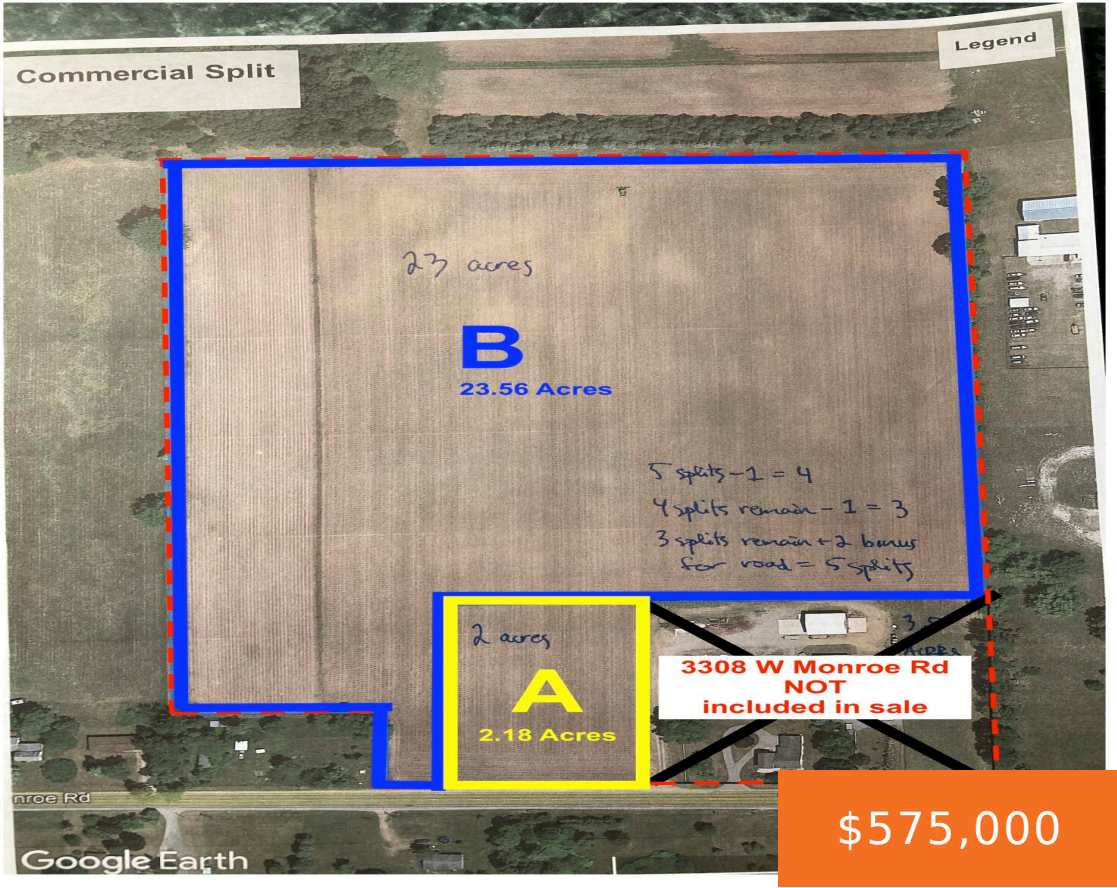 Commercial Split
Legend
23 acres
B
23.56 Acres
5 splits - 1 = 4
4 splits remain - 1 = 3
3 splits remain + 2 bonus
for road = 5 splits
2 acres
A
2.18 Acres
3308 W Monroe Rd
NOT
included in sale
nroe Rd
Google Earth
$575,000